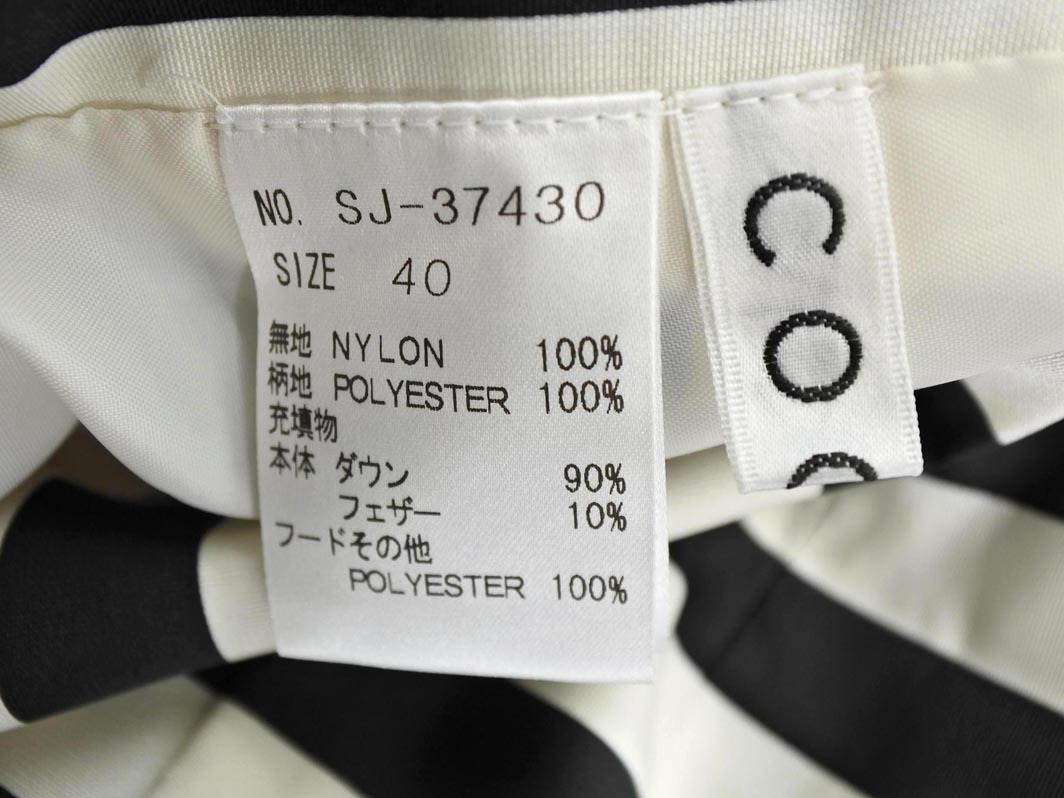 NO. SJ-37430
SIZE 40
無地 NYLON 100%
柄地 POLYESTER 100%
充填物
本体 ダウン 90%
フェザー 10%
フードその他
POLYESTER 100%
CO